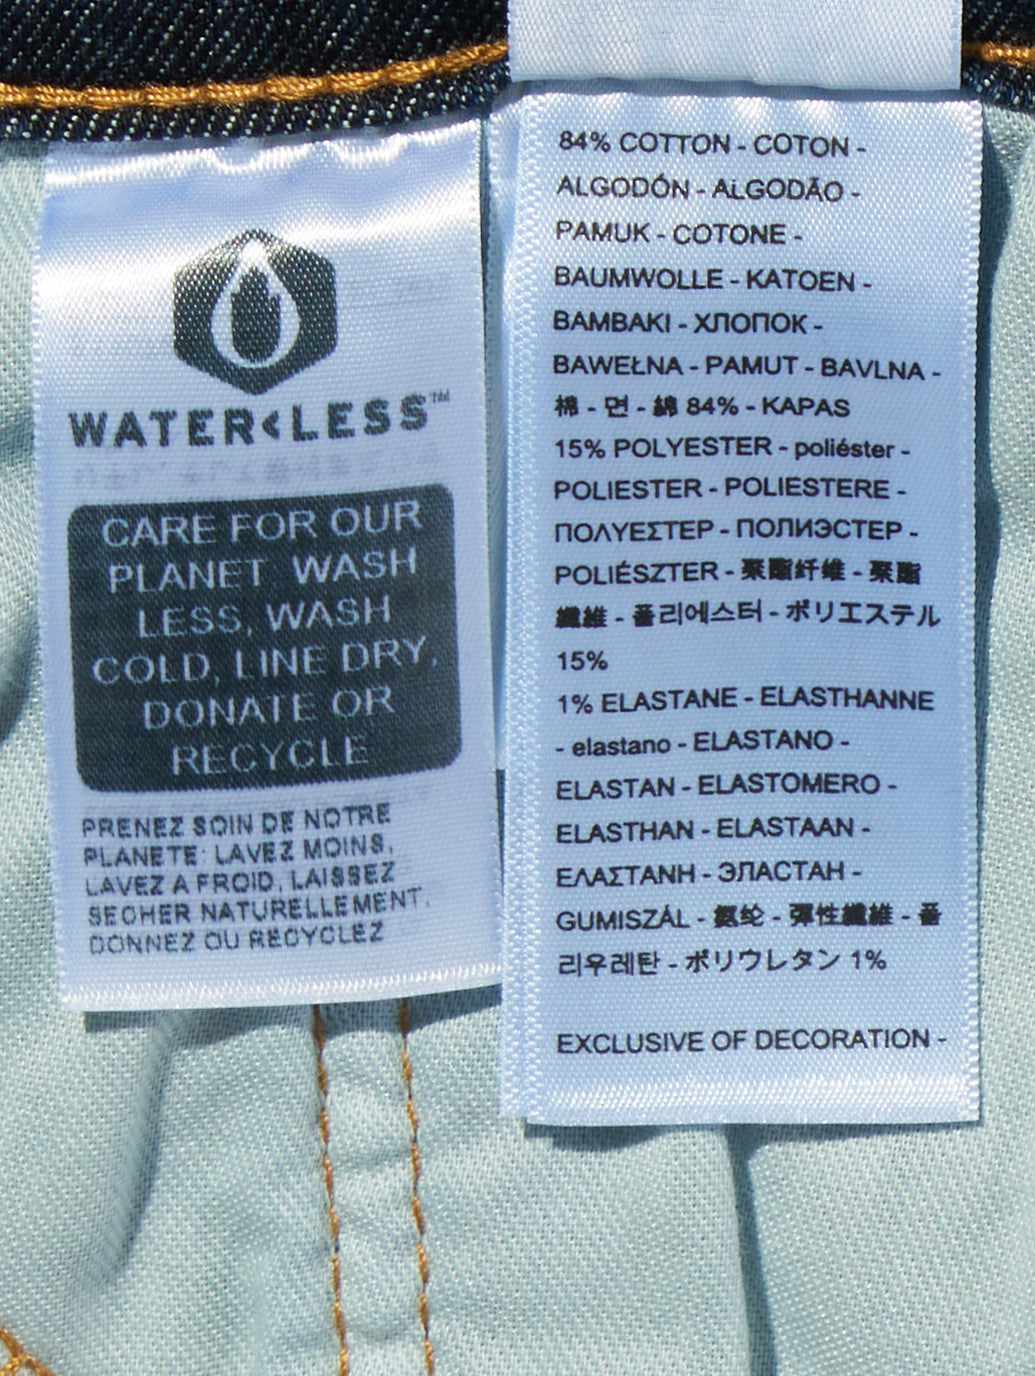 WATER<LESS™
CARE FOR OUR
PLANET WASH
LESS, WASH
COLD, LINE DRY,
DONATE OR
RECYCLE
PRENEZ SOIN DE NOTRE
PLANETE: LAVEZ MOINS,
LAVEZ A FROID, LAISSEZ
SECHER NATURELLEMENT,
DONNEZ OU RECYCLEZ
84% COTTON - COTON -
ALGODÓN - ALGODÃO -
PAMUK - COTONE -
BAUMWOLLE - KATOEN -
BAMBAKI - ХЛОПОК -
BAWEŁNA - PAMUT - BAVLNA -
棉 - 면 - 綿 84% - KAPAS
15% POLYESTER - poliéster -
POLIESTER - POLIESTERE -
ΠΟΛΥΕΣΤΕΡ - ПОЛИЭСТЕР -
POLIÉSZTER - 聚酯纤维 - 聚酯
纖維 - 폴리에스터 - ポリエステル
15%
1% ELASTANE - ELASTHANNE
- elastano - ELASTANO -
ELASTAN - ELASTOMERO -
ELASTHAN - ELASTAAN -
ΕΛΑΣΤΑΝΗ - ЭЛАСТАН -
GUMISZÁL - 氨纶 - 彈性纖維 - 폴
리우레탄 - ポリウレタン 1%
EXCLUSIVE OF DECORATION -